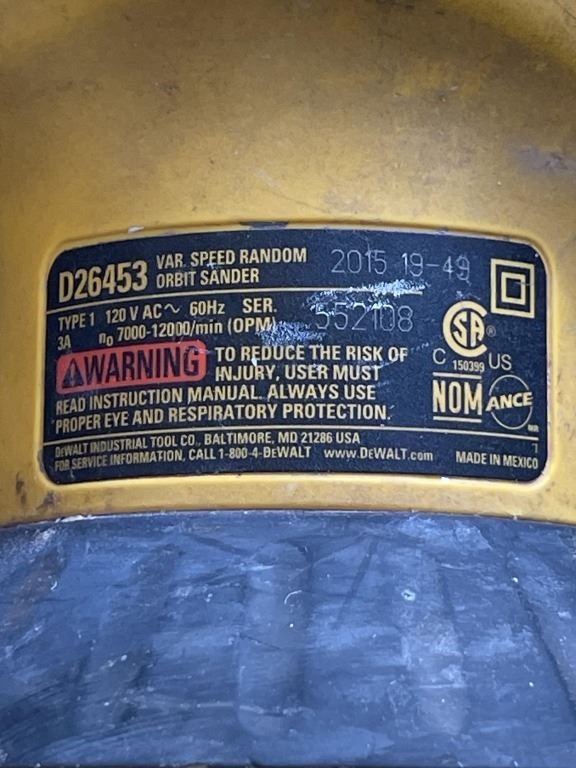 D26453 VAR. SPEED RANDOM
ORBIT SANDER
2015 19-49
TYPE 1 120 V AC~ 60Hz SER. 552108
3A n₀ 7000-12000/min (OPM)
WARNING TO REDUCE THE RISK OF
INJURY, USER MUST
READ INSTRUCTION MANUAL. ALWAYS USE
PROPER EYE AND RESPIRATORY PROTECTION.
SA ®
C 150399 US
NOM ANCE
MR
DEWALT INDUSTRIAL TOOL CO., BALTIMORE, MD 21286 USA
FOR SERVICE INFORMATION, CALL 1-800-4-DEWALT www.DEWALT.com MADE IN MEXICO